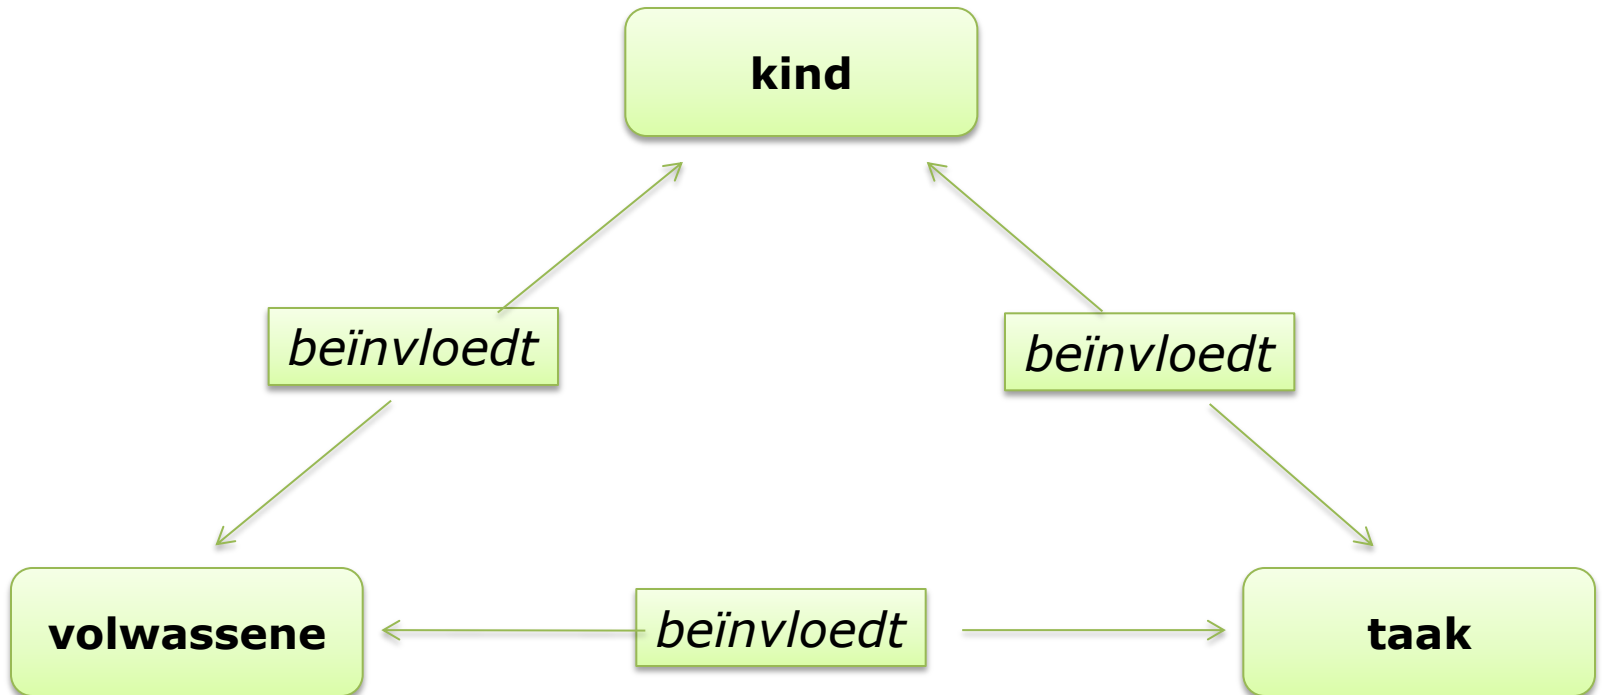 kind
beïnvloedt
beïnvloedt
volwassene
beïnvloedt
taak